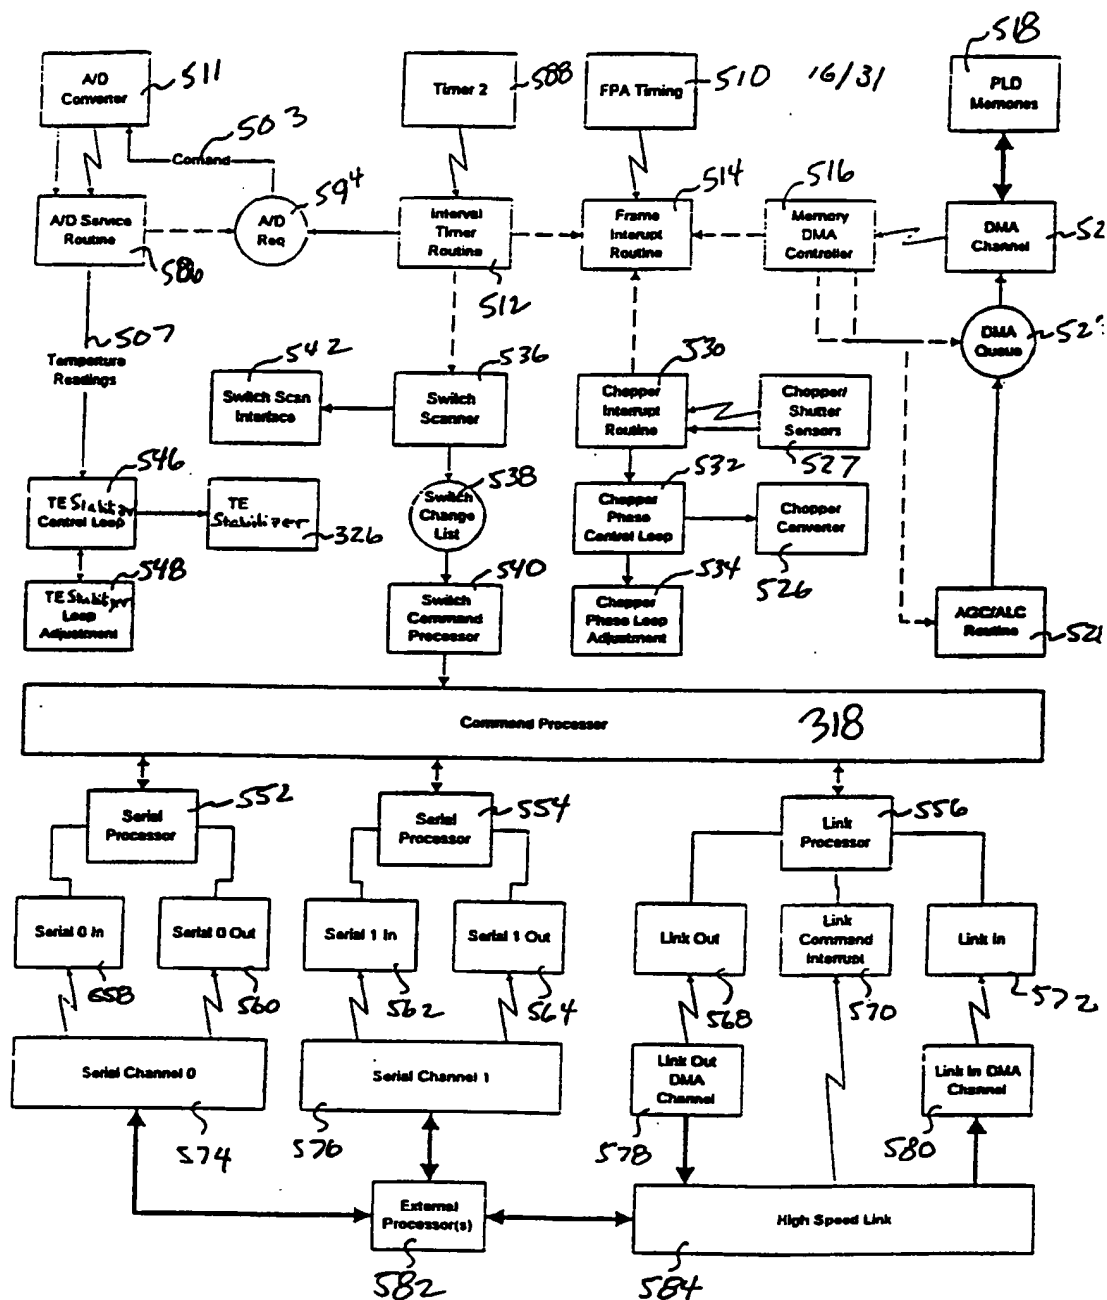 518
511
588
510
16/31
A/D
Converter
Timer 2
FPA Timing
PLD
Memories
503
Comand
594
514
516
A/D Service
Routine
A/D
Req
Interval
Timer
Routine
Frame
Interrupt
Routine
Memory
DMA
Controller
DMA
Channel
52
586
512
507
542
536
530
DMA
Queue
52
Temperture
Readings
Switch Scan
Interface
Switch
Scanner
Chopper
Interrupt
Routine
Chopper/
Shutter
Sensors
527
546
538
532
TE Stabilizer
Control Loop
TE
Stabilizer
326
Switch
Change
List
Chopper
Phase
Control Loop
Chopper
Converter
526
548
540
534
TE Stabilizer
Loop
Adjustment
Switch
Command
Processor
Chopper
Phase Loop
Adjustment
AGC/ALC
Routine
521
Command Processor
318
552
554
556
Serial
Processor
Serial
Processor
Link
Processor
Serial 0 In
Serial 0 Out
Serial 1 In
Serial 1 Out
Link Out
Link
Command
Interrupt
Link In
658
560
562
564
568
570
572
Serial Channel 0
Serial Channel 1
Link Out
DMA
Channel
Link In DMA
Channel
574
576
578
580
External
Processor(s)
High Speed Link
582
584